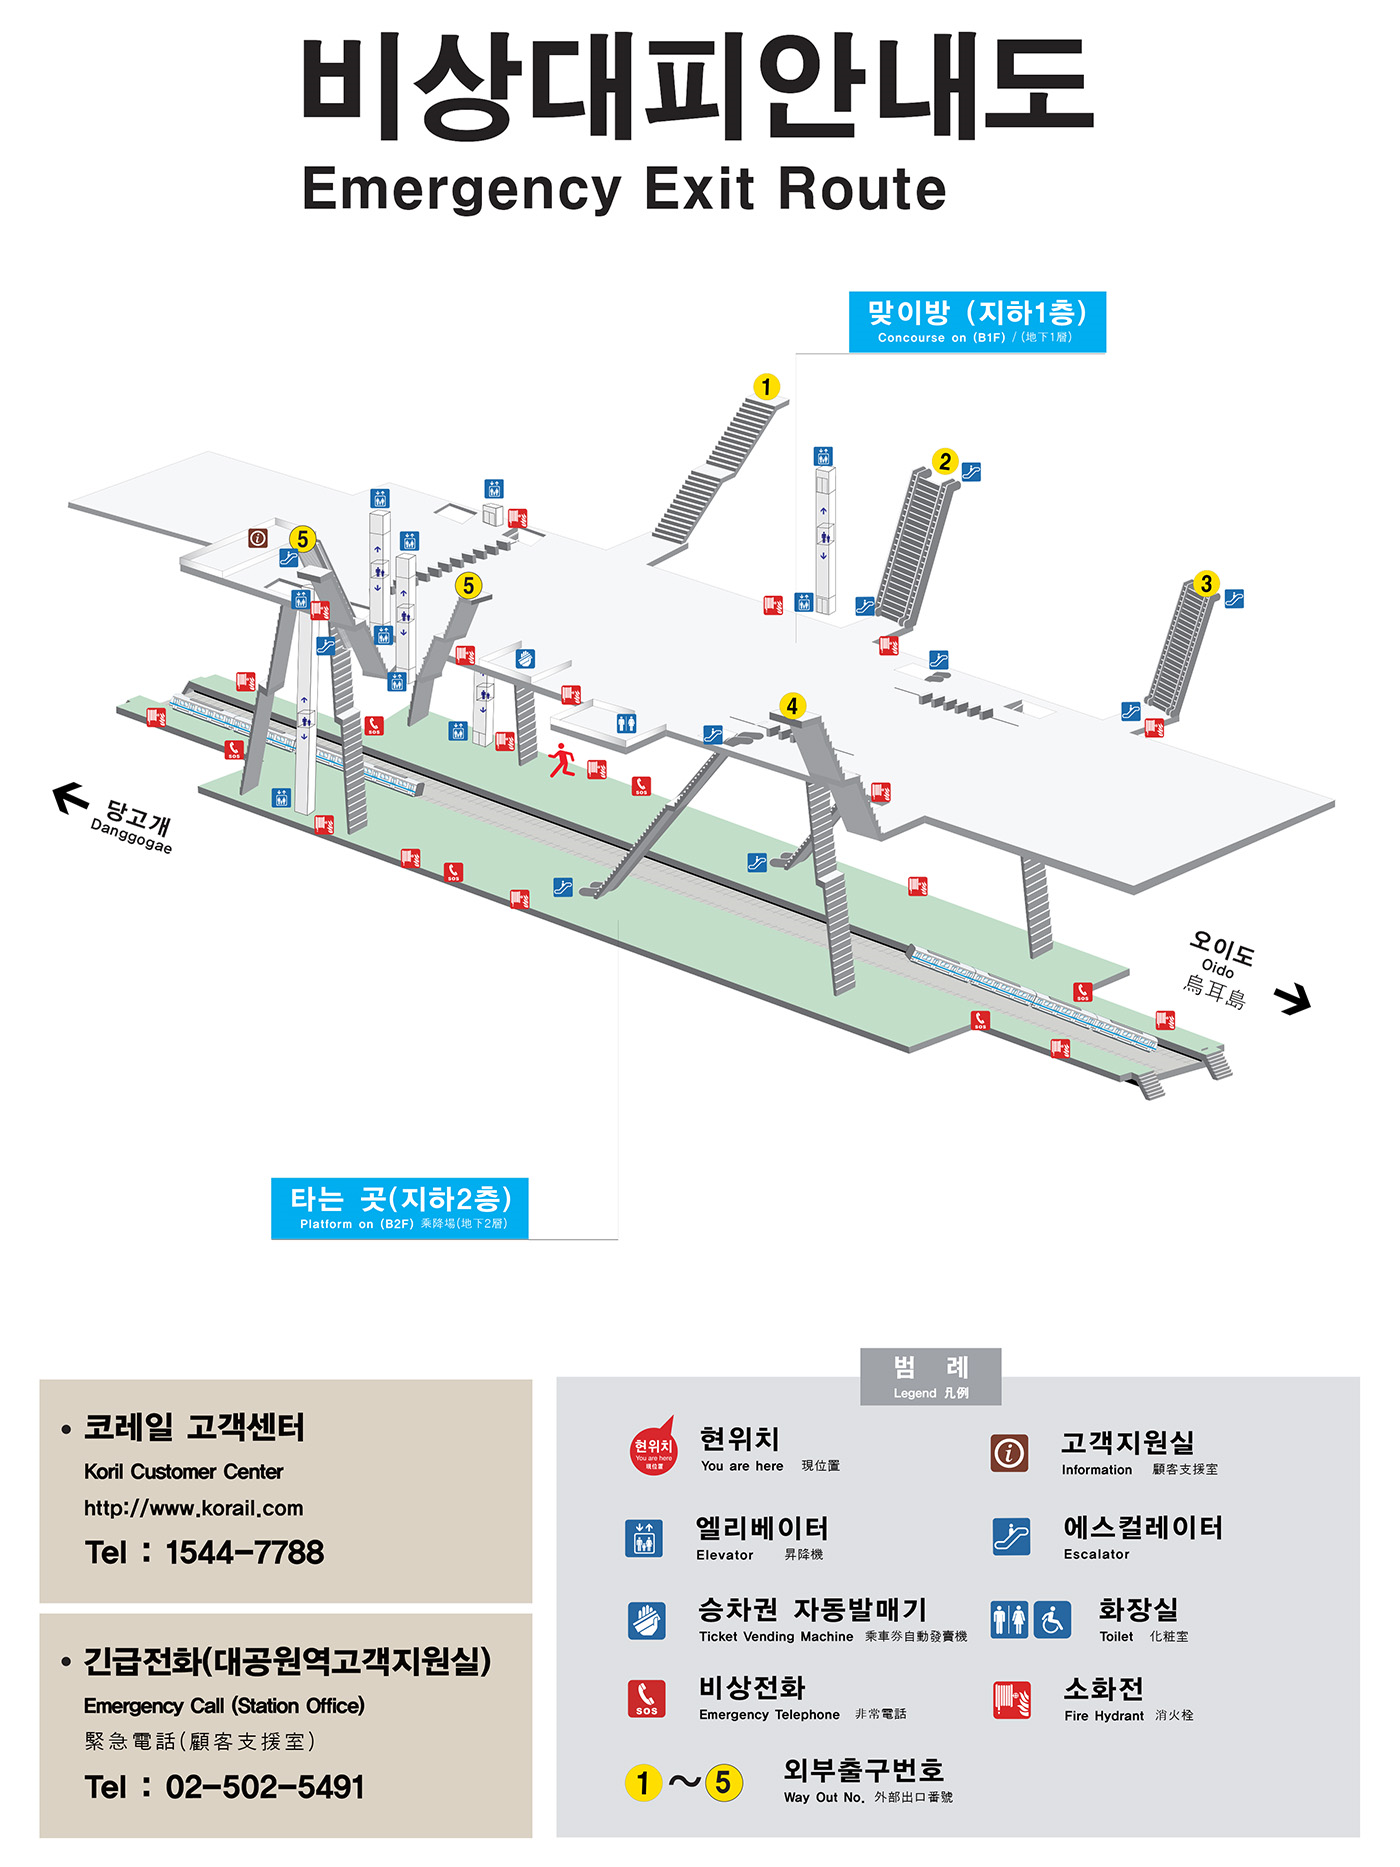 비상대피안내도
Emergency Exit Route
맞이방 (지하1층)
Concourse on (B1F) / (地下1層)
1
2
3
5
5
4
당고개
Danggogae
오이도
Oido
烏耳島
타는 곳(지하2층)
Platform on (B2F) 乘降場(地下2層)
• 코레일 고객센터
Koril Customer Center
http://www.korail.com
Tel : 1544-7788
• 긴급전화(대공원역고객지원실)
Emergency Call (Station Office)
緊急電話(顧客支援室)
Tel : 02-502-5491
범 례
Legend 凡例
현위치
You are here
現位置
현위치
You are here 現位置
고객지원실
Information 顧客支援室
엘리베이터
Elevator 昇降機
에스컬레이터
Escalator
승차권 자동발매기
Ticket Vending Machine 乘車券自動發賣機
화장실
Toilet 化粧室
SOS
비상전화
Emergency Telephone 非常電話
소화전
Fire Hydrant 消火栓
1~5
외부출구번호
Way Out No. 外部出口番號